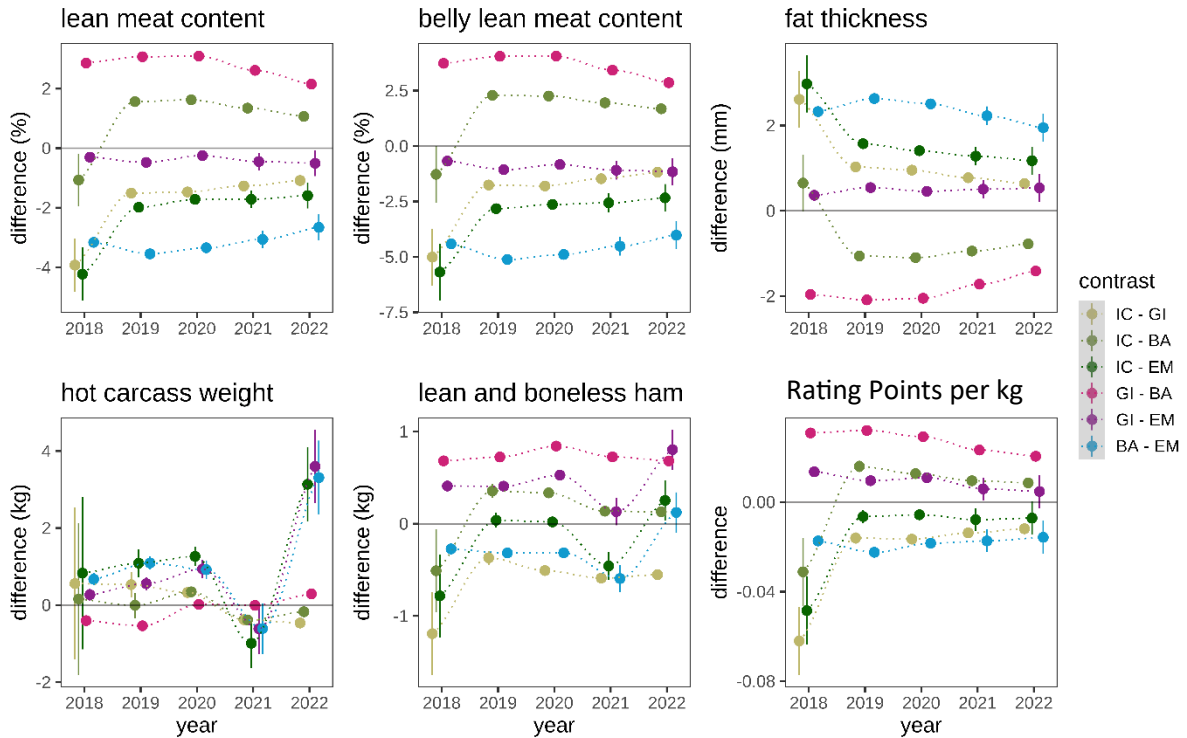 lean meat content
belly lean meat content
fat thickness
difference (%)
2
0
-2
-4
2018 2019 2020 2021 2022
difference (%)
2.5
0.0
-2.5
-5.0
-7.5
2018 2019 2020 2021 2022
difference (mm)
2
0
-2
2018 2019 2020 2021 2022
contrast
IC - GI
IC - BA
IC - EM
GI - BA
GI - EM
BA - EM
hot carcass weight
lean and boneless ham
Rating Points per kg
difference (kg)
4
2
0
-2
2018 2019 2020 2021 2022
year
difference (kg)
1
0
-1
2018 2019 2020 2021 2022
year
difference
0.00
-0.04
-0.08
2018 2019 2020 2021 2022
year